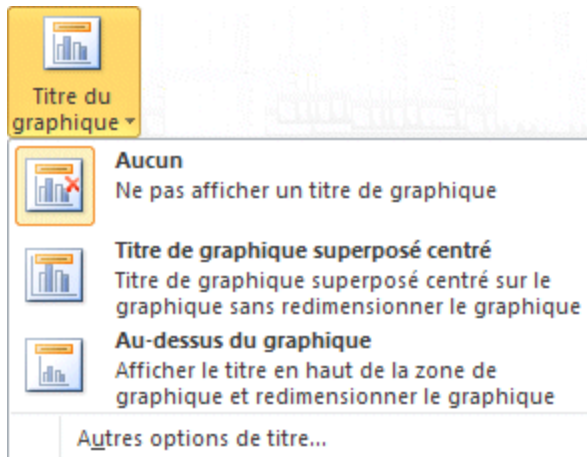 Titre du
graphique
Aucun
Ne pas afficher un titre de graphique
Titre de graphique superposé centré
Titre de graphique superposé centré sur le
graphique sans redimensionner le graphique
Au-dessus du graphique
Afficher le titre en haut de la zone de
graphique et redimensionner le graphique
Autres options de titre...